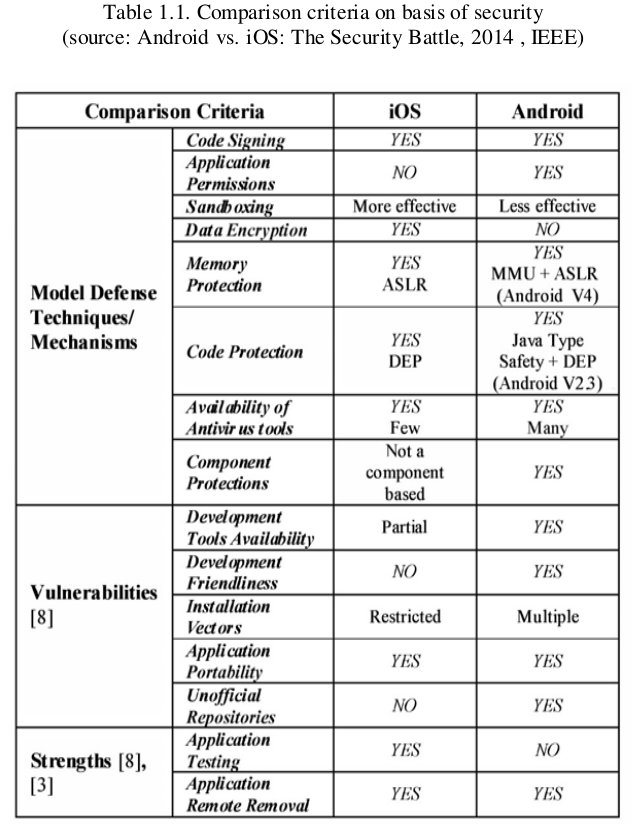 Table 1.1. Comparison criteria on basis of security
(source: Android vs. iOS: The Security Battle, 2014 , IEEE)
Comparison Criteria iOS Android
Model Defense
Techniques/
Mechanisms
Code Signing YES YES
Application
Permissions NO YES
Sandboxing More effective Less effective
Data Encryption YES NO
Memory
Protection
YES
ASLR
YES
MMU + ASLR
(Android V4)
Code Protection
YES
DEP
YES
Java Type
Safety + DEP
(Android V2.3)
Availability of
Antivirus tools
YES
Few
YES
Many
Component
Protections
Not a
component
based
YES
Vulnerabilities
[8]
Development
Tools Availability
Partial
YES
Development
Friendliness
NO
YES
Installation
Vectors
Restricted
Multiple
Application
Portability
YES
YES
Unofficial
Repositories
NO
YES
Strengths [8],
[3]
Application
Testing
YES
NO
Application
Remote Removal
YES
YES